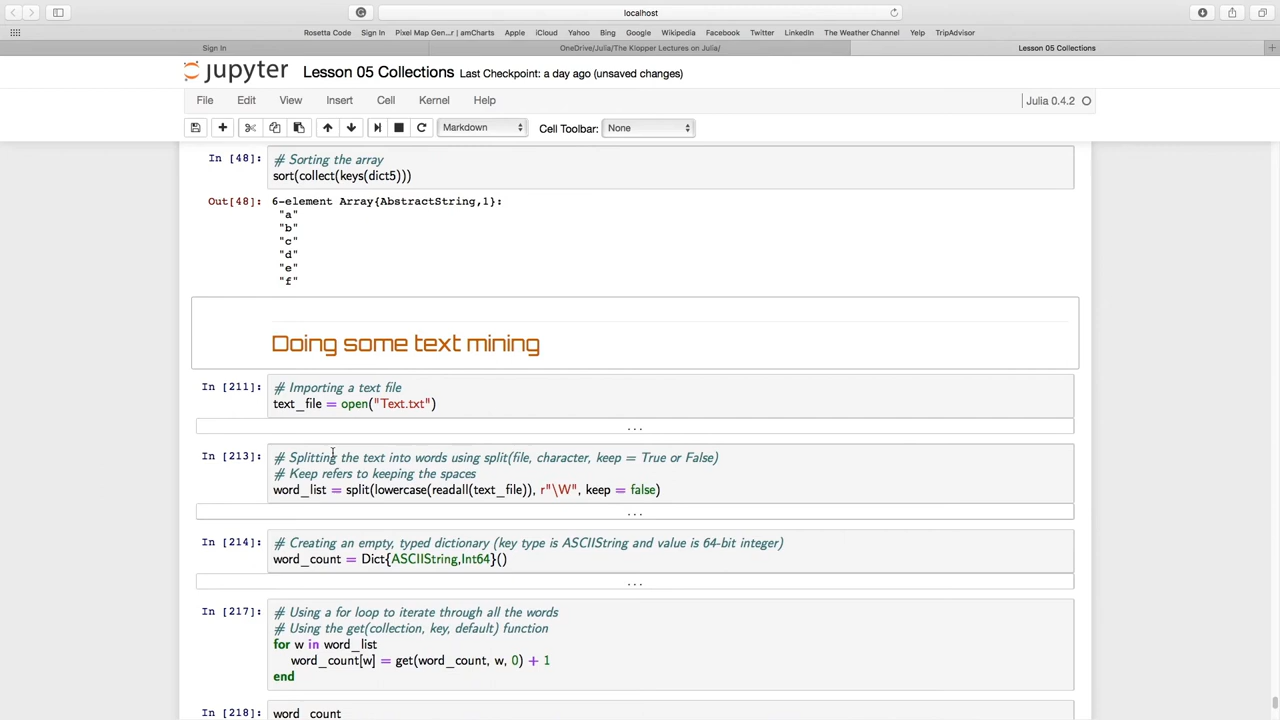 localhost
Rosetta Code Sign In Pixel Map Gen...r | amCharts Apple iCloud Yahoo Bing Google Wikipedia Facebook Twitter LinkedIn The Weather Channel Yelp TripAdvisor
Sign In OneDrive/Julia/The Klopper Lectures on Julia/ Lesson 05 Collections
jupyter Lesson 05 Collections Last Checkpoint: a day ago (unsaved changes)
File Edit View Insert Cell Kernel Help Julia 0.4.2
Markdown Cell Toolbar: None
In [48]: # Sorting the array
sort(collect(keys(dict5)))
Out[48]: 6-element Array{AbstractString,1}:
"a"
"b"
"c"
"d"
"e"
"f"
Doing some text mining
In [211]: # Importing a text file
text_file = open("Text.txt")
...
In [213]: # Splitting the text into words using split(file, character, keep = True or False)
# Keep refers to keeping the spaces
word_list = split(lowercase(readall(text_file)), r"\W", keep = false)
...
In [214]: # Creating an empty, typed dictionary (key type is ASCIIString and value is 64-bit integer)
word_count = Dict{ASCIIString,Int64}()
...
In [217]: # Using a for loop to iterate through all the words
# Using the get(collection, key, default) function
for w in word_list
word_count[w] = get(word_count, w, 0) + 1
end
In [218]: word_count